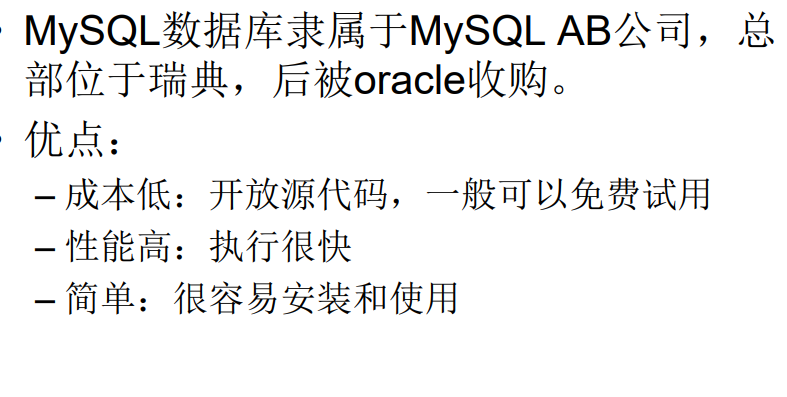 • MySQL数据库隶属于MySQL AB公司，总
部位于瑞典，后被oracle收购。
• 优点：
– 成本低：开放源代码，一般可以免费试用
– 性能高：执行很快
– 简单：很容易安装和使用